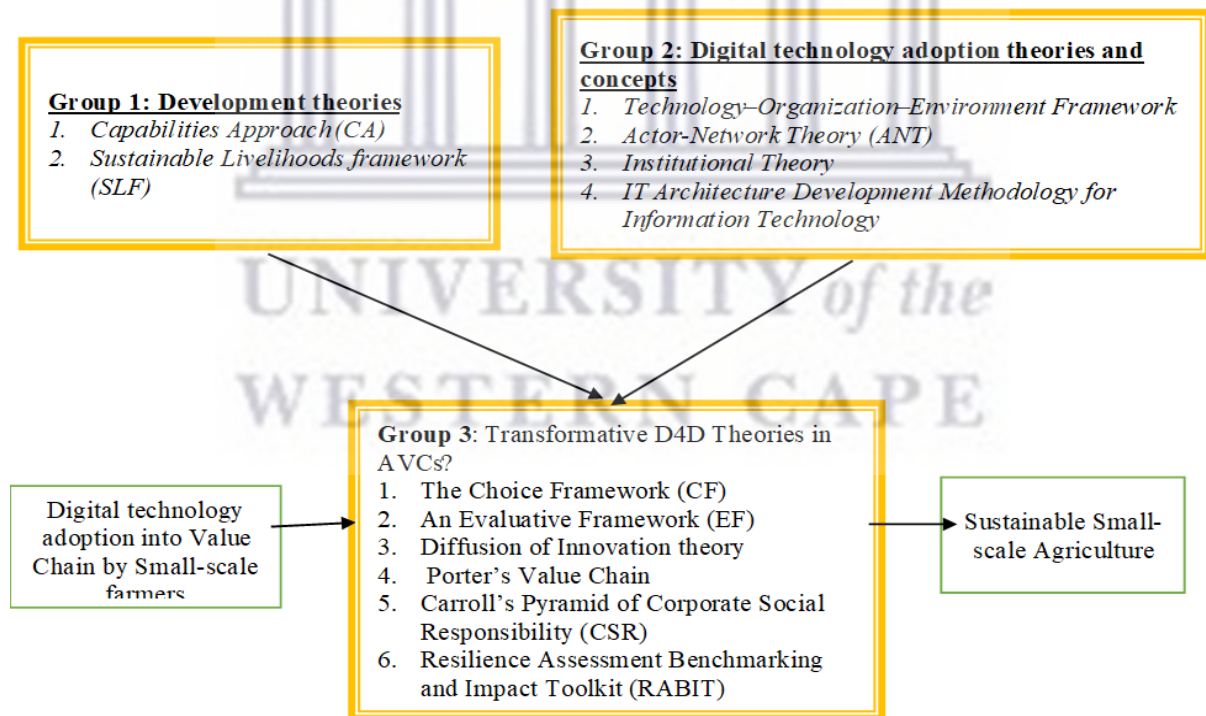 Group 1: Development theories
1. Capabilities Approach (CA)
2. Sustainable Livelihoods framework
(SLF)
Group 2: Digital technology adoption theories and
concepts
1. Technology–Organization–Environment Framework
2. Actor-Network Theory (ANT)
3. Institutional Theory
4. IT Architecture Development Methodology for
Information Technology
UNIVERSITY of the
WESTERN CAPE
Group 3: Transformative D4D Theories in
AVCs?
1. The Choice Framework (CF)
2. An Evaluative Framework (EF)
3. Diffusion of Innovation theory
4. Porter's Value Chain
5. Carroll's Pyramid of Corporate Social
Responsibility (CSR)
6. Resilience Assessment Benchmarking
and Impact Toolkit (RABIT)
Digital technology
adoption into Value
Chain by Small-scale
farmers
Sustainable Small-
scale Agriculture